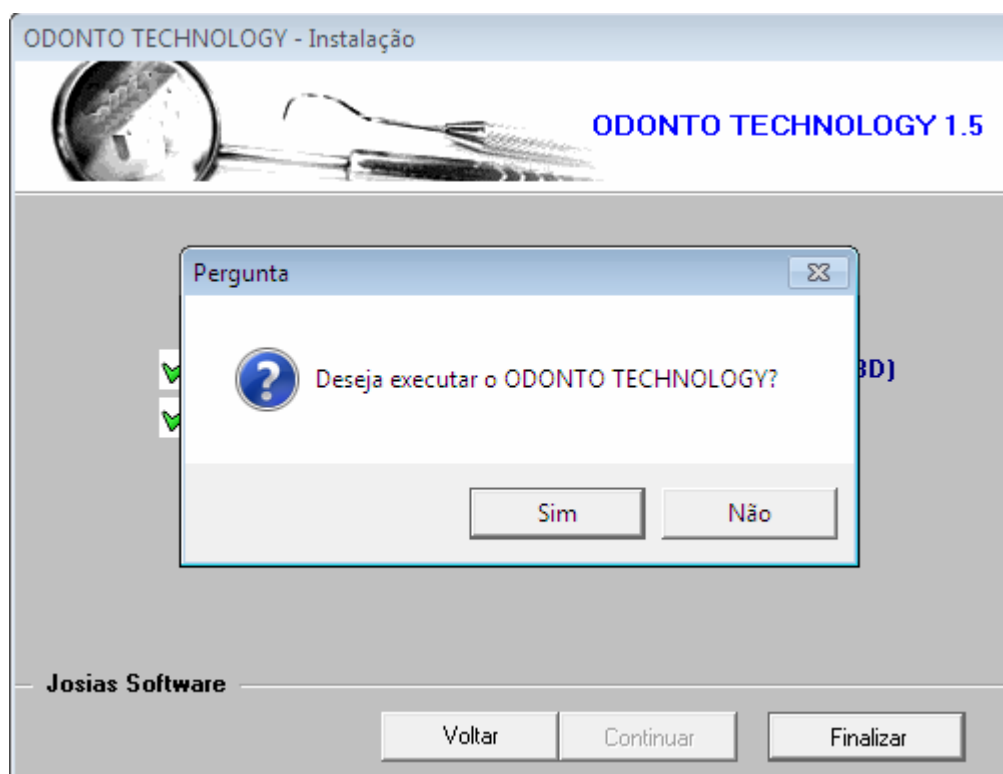 ODONTO TECHNOLOGY - Instalação
ODONTO TECHNOLOGY 1.5
Pergunta
BD)
Deseja executar o ODONTO TECHNOLOGY?
Sim Não
Josias Software
Voltar Continuar Finalizar